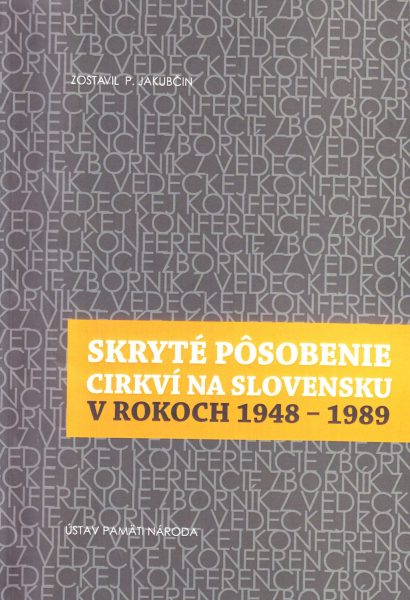 ZOSTAVIL P. JAKUBČIN
SKRYTÉ PÔSOBENIE
CIRKVÍ NA SLOVENSKU
V ROKOCH 1948 – 1989
ÚSTAV PAMÄTI NÁRODA